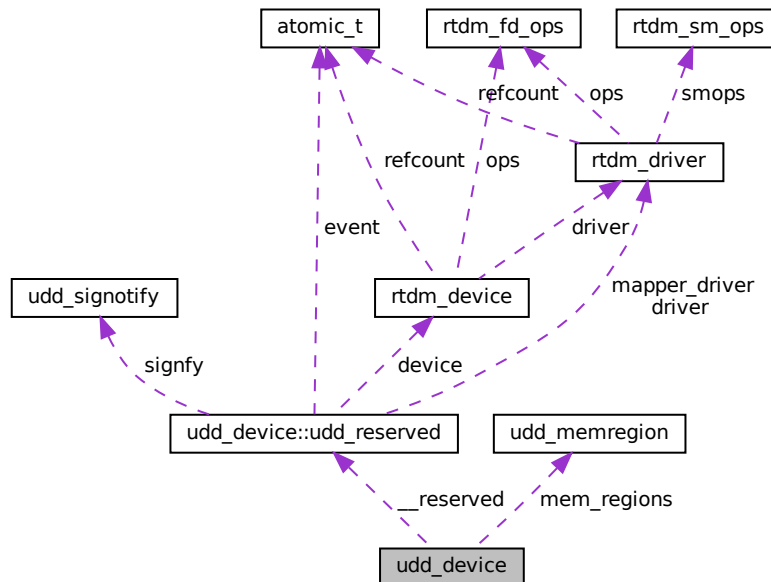 atomic_t
rtdm_fd_ops
rtdm_sm_ops
refcount
ops
smops
refcount
ops
rtdm_driver
event
driver
udd_signotify
rtdm_device
mapper_driver
driver
signfy
device
udd_device::udd_reserved
udd_memregion
__reserved
mem_regions
udd_device